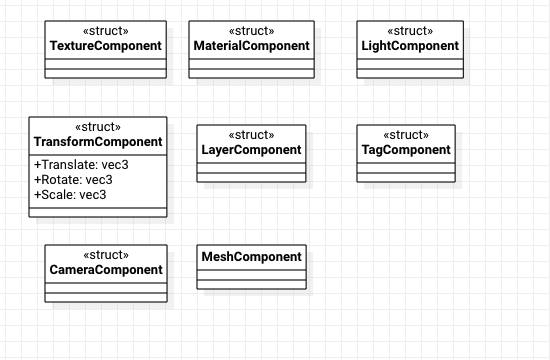 «struct»
TextureComponent
«struct»
MaterialComponent
«struct»
LightComponent
«struct»
TransformComponent
+Translate: vec3
+Rotate: vec3
+Scale: vec3
«struct»
LayerComponent
«struct»
TagComponent
«struct»
CameraComponent
MeshComponent